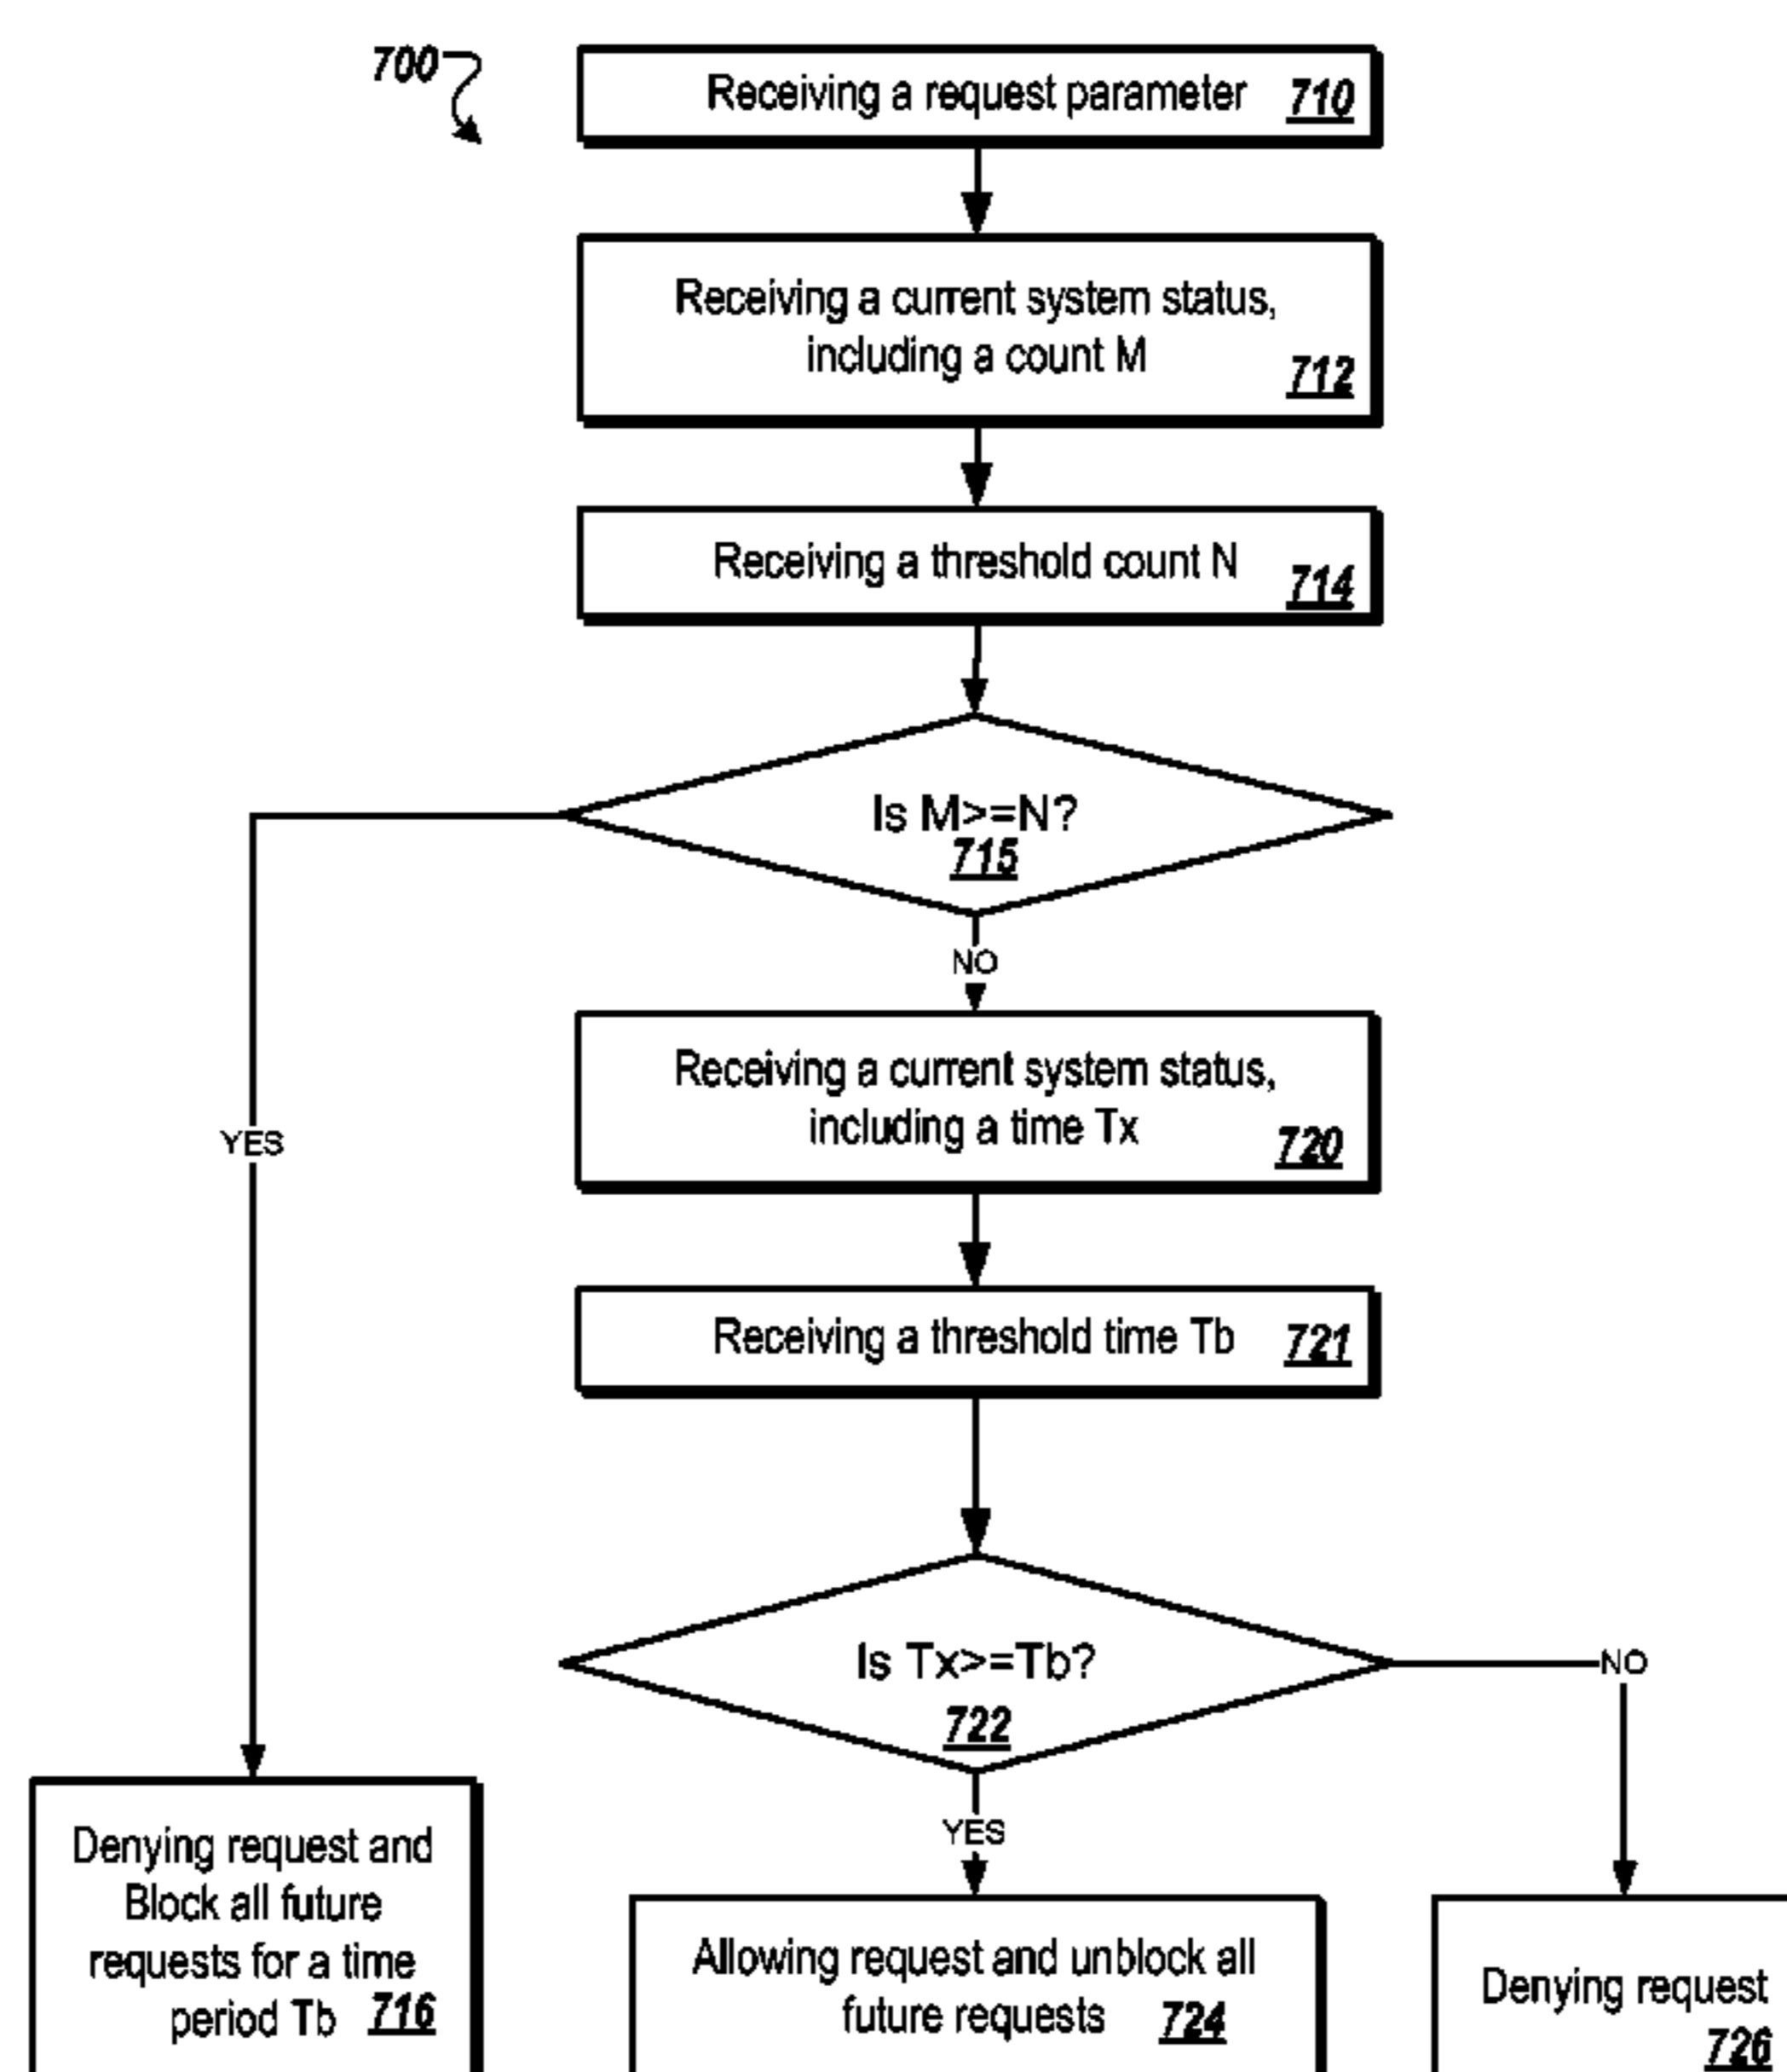 700
Receiving a request parameter 710
Receiving a current system status,
including a count M
712
Receiving a threshold count N
714
Is M>=N?
715
NO
YES
Receiving a current system status,
including a time Tx
720
Receiving a threshold time Tb 721
Is Tx>=Tb?
722
NO
YES
Denying request and
Block all future
requests for a time
period Tb 716
Allowing request and unblock all
future requests 724
Denying request
726